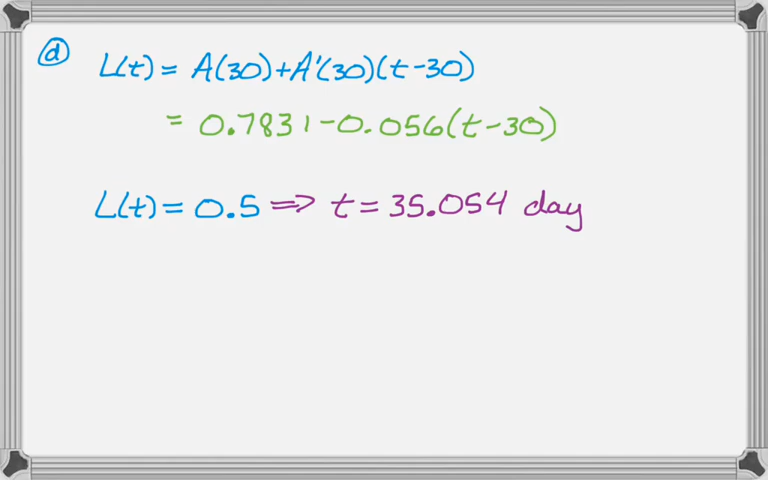 ⓓ L(t) = A(30) + A'(30)(t-30)
= 0.7831 - 0.056(t-30)
L(t) = 0.5 ⇒ t = 35.054 day